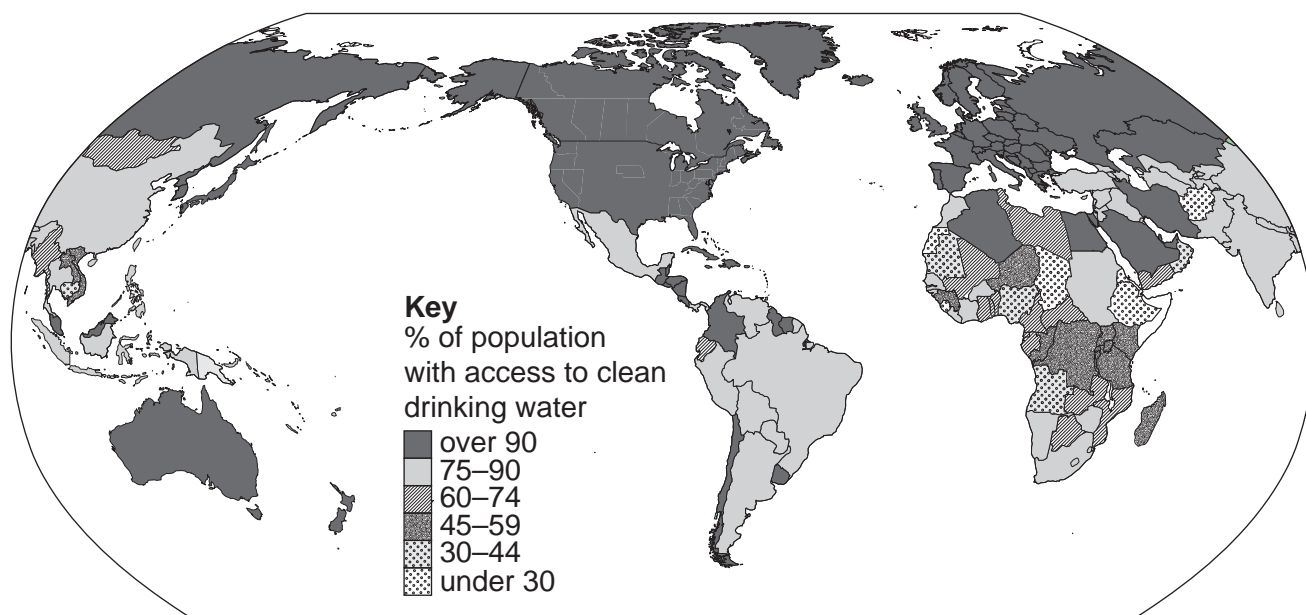 Key
% of population
with access to clean
drinking water
over 90
75–90
60–74
45–59
30–44
under 30